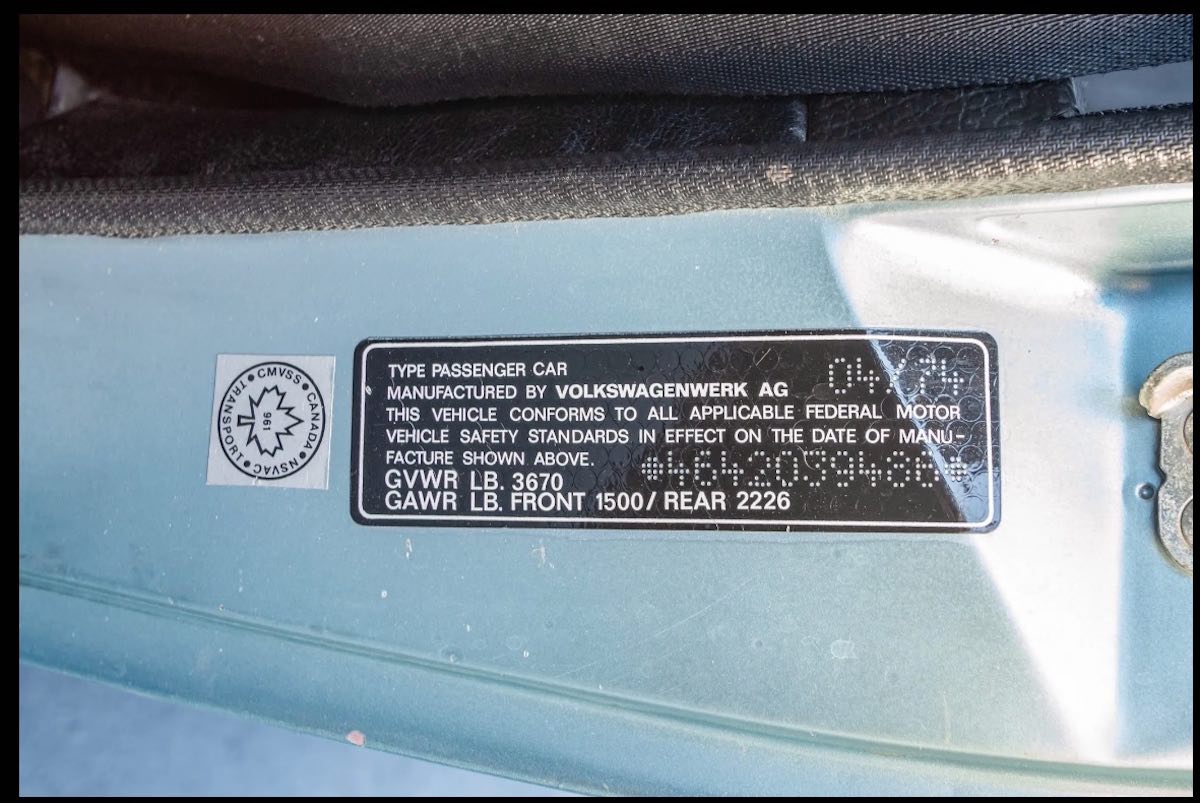 TRANSPORT • CMVSS • CANADA • NSVAC •
961
TYPE PASSENGER CAR 04/74
MANUFACTURED BY VOLKSWAGENWERK AG
THIS VEHICLE CONFORMS TO ALL APPLICABLE FEDERAL MOTOR
VEHICLE SAFETY STANDARDS IN EFFECT ON THE DATE OF MANU-
FACTURE SHOWN ABOVE.
GVWR LB. 3670
GAWR LB. FRONT 1500/ REAR 2226